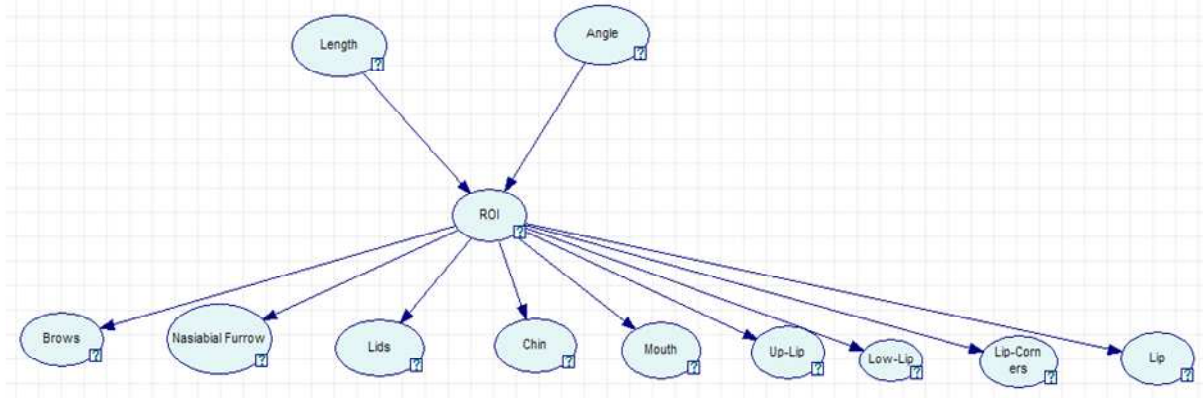 Length
?
Angle
?
ROI
?
Brows
?
Nasiabial Furrow
?
Lids
?
Chin
?
Mouth
?
Up-Lip
?
Low-Lip
?
Lip-Corn
ers
?
Lip
?